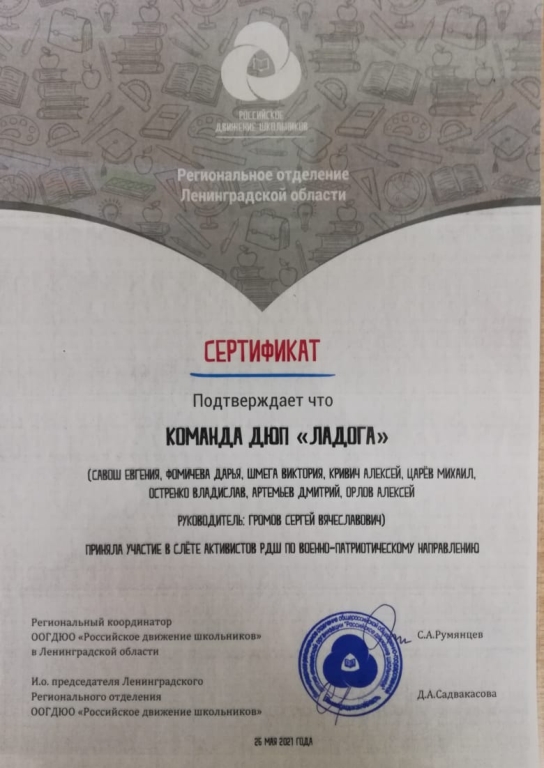 РОССИЙСКОЕ
ДВИЖЕНИЕ ШКОЛЬНИКОВ
Региональное отделение
Ленинградской области
СЕРТИФИКАТ
Подтверждает что
КОМАНДА ДЮП «ЛАДОГА»
(САВОШ ЕВГЕНИЯ, ФОМИЧЕВА ДАРЬЯ, ШМЕГА ВИКТОРИЯ, КРИВИЧ АЛЕКСЕЙ, ЦАРЁВ МИХАИЛ,
ОСТРЕНКО ВЛАДИСЛАВ, АРТЕМЬЕВ ДМИТРИЙ, ОРЛОВ АЛЕКСЕЙ
РУКОВОДИТЕЛЬ: ГРОМОВ СЕРГЕЙ ВЯЧЕСЛАВОВИЧ)
ПРИНЯЛА УЧАСТИЕ В СЛЁТЕ АКТИВИСТОВ РДШ ПО ВОЕННО-ПАТРИОТИЧЕСКОМУ НАПРАВЛЕНИЮ
Региональный координатор
ООГДЮО «Российское движение школьников»
в Ленинградской области
С.А.Румянцев
И.о. председателя Ленинградского
Регионального отделения
ООГДЮО «Российское движение школьников»
Д.А.Садвакасова
26 МАЯ 2021 ГОДА